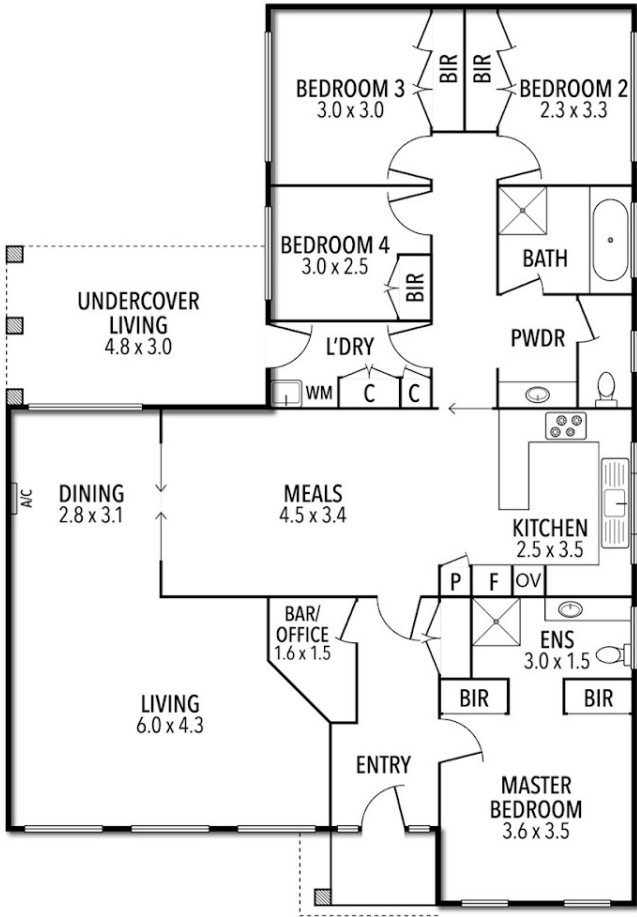 BEDROOM 3
3.0 x 3.0
BIR
BIR
BEDROOM 2
2.3 x 3.3
BEDROOM 4
3.0 x 2.5
BIR
BATH
UNDERCOVER
LIVING
4.8 x 3.0
L'DRY
WM
C
C
PWDR
A/C
DINING
2.8 x 3.1
MEALS
4.5 x 3.4
KITCHEN
2.5 x 3.5
P
F
OV
BAR/
OFFICE
1.6 x 1.5
ENS
3.0 x 1.5
BIR
BIR
LIVING
6.0 x 4.3
ENTRY
MASTER
BEDROOM
3.6 x 3.5